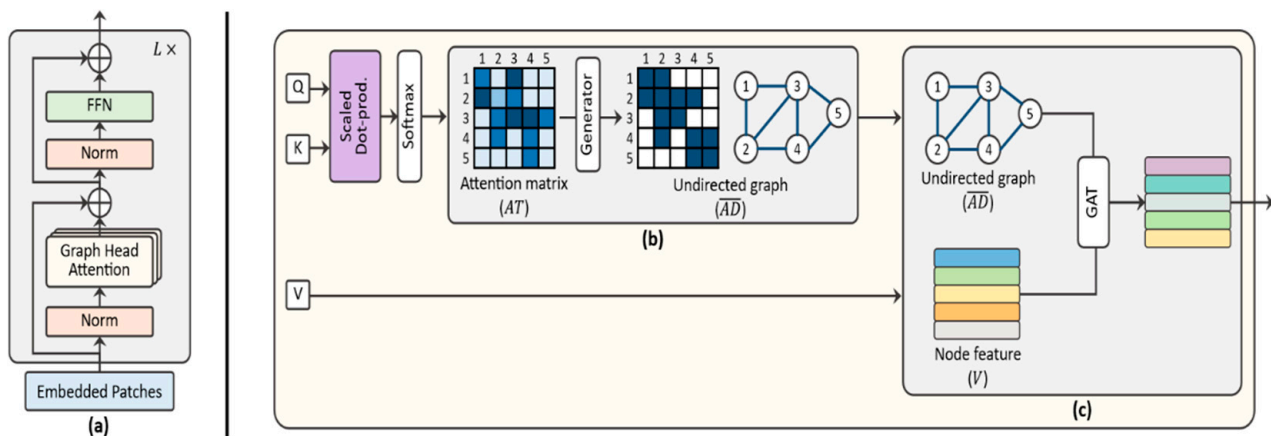 L ×
FFN
Norm
Graph Head
Attention
Norm
Embedded Patches
(a)
Q
K
V
Scaled
Dot-prod.
Softmax
1 2 3 4 5
1
2
3
4
5
Attention matrix
(AT)
Generator
1 2 3 4 5
1
2
3
4
5
1
3
5
2
4
Undirected graph
(\overline{AD})
(b)
1
3
5
2
4
Undirected graph
(\overline{AD})
GAT
Node feature
(V)
(c)